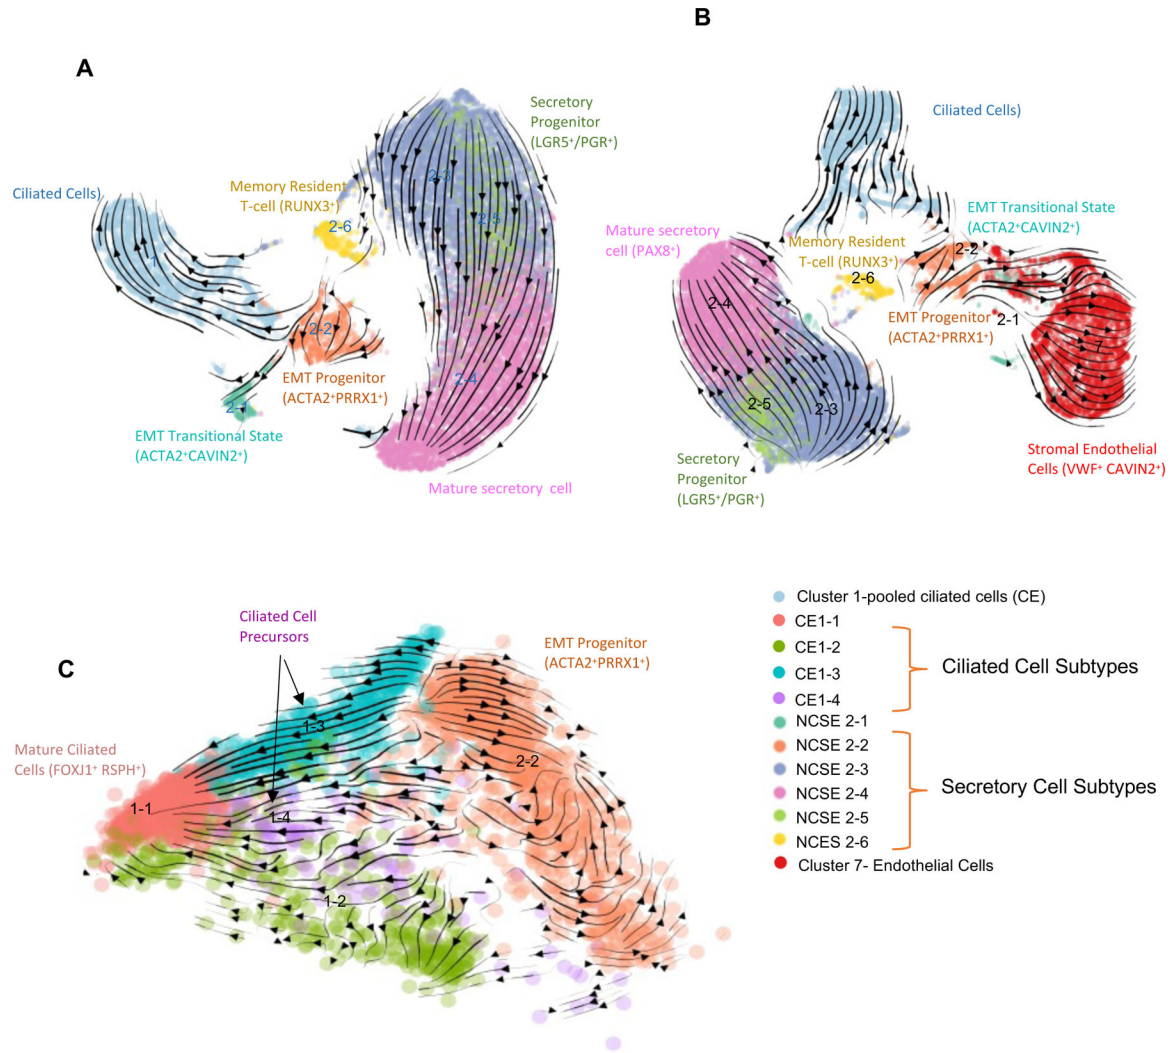 A
Secretory
Progenitor
(LGR5⁺/PGR⁺)
Ciliated Cells)
Memory Resident
T-cell (RUNX3⁺)
2-3
2-6
2-5
1
2-2
EMT Progenitor
(ACTA2⁺PRRX1⁺)
2-4
2-1
EMT Transitional State
(ACTA2⁺CAVIN2⁺)
Mature secretory cell
B
Ciliated Cells)
1
EMT Transitional State
(ACTA2⁺CAVIN2⁺)
Mature secretory
cell (PAX8⁺)
Memory Resident
T-cell (RUNX3⁺)
2-2
2-6
2-4
EMT Progenitor
(ACTA2⁺PRRX1⁺)
2-1
7
2-5
2-3
Secretory
Progenitor
(LGR5⁺/PGR⁺)
Stromal Endothelial
Cells (VWF⁺ CAVIN2⁺)
C
Ciliated Cell
Precursors
EMT Progenitor
(ACTA2⁺PRRX1⁺)
1-3
Mature Ciliated
Cells (FOXJ1⁺ RSPH⁺)
2-2
1-1
1-4
1-2
Cluster 1-pooled ciliated cells (CE)
CE1-1
CE1-2
CE1-3
CE1-4
Ciliated Cell Subtypes
NCSE 2-1
NCSE 2-2
NCSE 2-3
NCSE 2-4
NCSE 2-5
NCES 2-6
Secretory Cell Subtypes
Cluster 7- Endothelial Cells